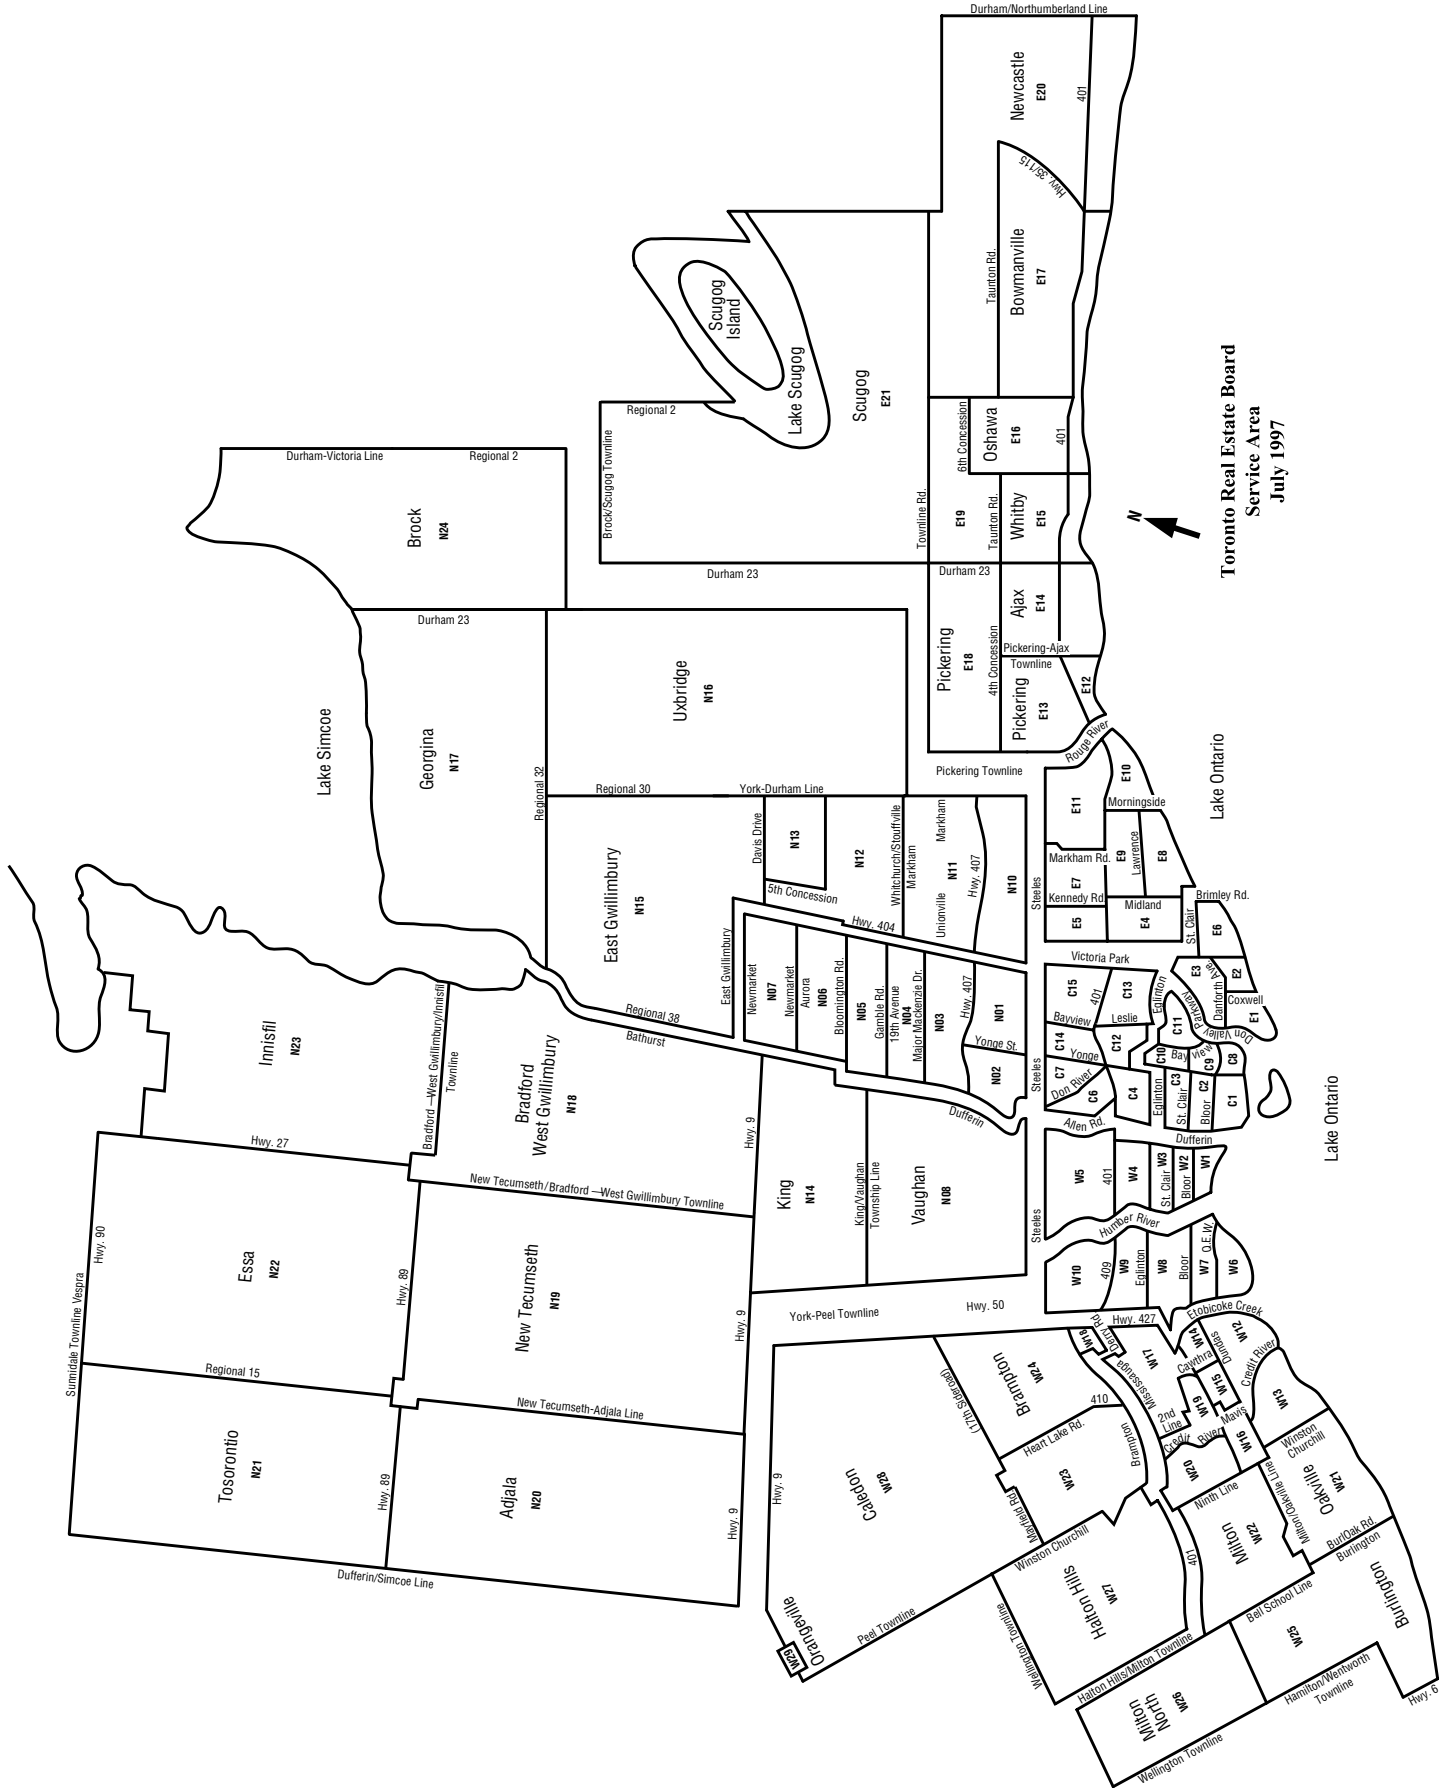 Durham/Northumberland Line
Newcastle
E20
401
Hwy. 35/115
Taunton Rd.
Bowmanville
E17
Scugog
Island
Lake Scugog
Scugog
E21
Regional 2
Brock/Scugog Townline
Durham-Victoria Line
Regional 2
Brock
N24
6th Concession
Oshawa
E16
401
Townline Rd.
E19
Taunton Rd.
Whitby
E15
Durham 23
Durham 23
Durham 23
Ajax
E14
Pickering-Ajax
Townline
Pickering
E18
4th Concession
Pickering
E13
E12
Rouge River
Pickering Townline
N
Toronto Real Estate Board
Service Area
July 1997
Lake Simcoe
Georgina
N17
Regional 32
Uxbridge
N16
Regional 30
York-Durham Line
East Gwillimbury
N15
Davis Drive
N13
5th Concession
N12
Whitchurch/Stouffville
Markham
Unionville
N11
Markham
Hwy. 407
N10
Hwy. 404
Steeles
E11
E10
Morningside
Markham Rd.
E9
Lawrence
E8
E7
Kennedy Rd.
E5
Midland
E4
Brimley Rd.
St. Clair
E6
Lake Ontario
East Gwillimbury
Newmarket
N07
Newmarket
Aurora
N06
Bloomington Rd.
N05
Gamble Rd.
19th Avenue
N04
Major Mackenzie Dr.
N03
Hwy. 407
N01
Yonge St.
N02
Regional 38
Bathurst
Dufferin
Victoria Park
C15
401
C13
Eglinton
E3
Danforth Ave.
E2
Coxwell
E1
Don Valley Parkway
C11
Bayview
Leslie
C14
Yonge
C12
C10
Bayview
C9
C8
Steeles
C7
Don River
C6
C4
Eglinton
C3
St. Clair
C2
Bloor
C1
Allen Rd.
Dufferin
W5
401
W4
W3
St. Clair
W2
Bloor
W1
Humber River
Lake Ontario
Innisfil
N23
Bradford —West Gwillimbury/Innisfil
Townline
Bradford
West Gwillimbury
N18
Hwy. 27
New Tecumseth/Bradford —West Gwillimbury Townline
Hwy. 9
King
N14
King/Vaughan
Township Line
Vaughan
N08
Steeles
W10
409
W9
Eglinton
W8
Bloor
W7
Q.E.W.
W6
Etobicoke Creek
Hwy. 90
Sunnidale Townline Vespra
Essa
N22
Hwy. 89
New Tecumseth
N19
Hwy. 9
York-Peel Townline
Hwy. 50
Hwy. 427
Regional 15
New Tecumseth-Adjala Line
Tosorontio
N21
Hwy. 89
Adjala
N20
Hwy. 9
Dufferin/Simcoe Line
Hwy. 9
Caledon
W28
(17th Sideroad)
Brampton
W24
410
Heart Lake Rd.
W23
Mayfield Rd.
Brampton
Mississauga
W18
Derry Rd.
W17
W14
Cawthra
Dundas
W12
W15
W19
2nd
Line
Credit River
Mavis
W16
Credit River
W13
W20
Ninth Line
Winston
Churchill
Oakville
W21
Milton/Oakville Line
Milton
W22
BurlOak Rd.
Burlington
Winston Churchill
401
Halton Hills
W27
Wellington Townline
Peel Townline
Orangeville
W29
Halton Hills/Milton Townline
Bell School Line
W25
Burlington
Hamilton/Wentworth
Townline
Hwy. 6
Milton
North
W26
Wellington Townline